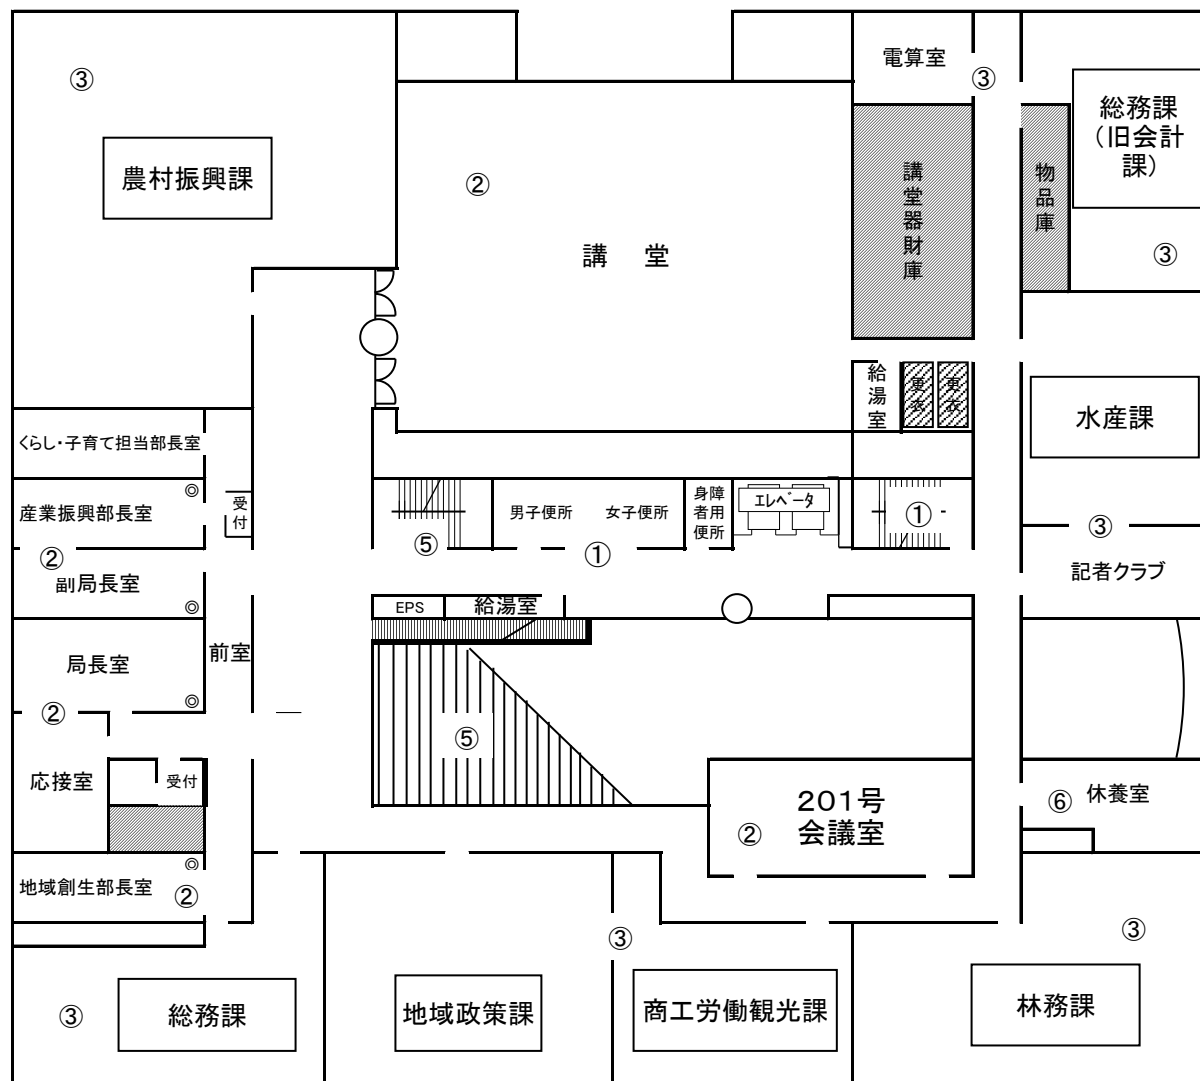 電算室
③
③
総務課
(旧会計
課)
農村振興課
②
講堂器財庫
物品庫
講　堂
③
給湯室
更衣
更衣
水産課
くらし・子育て担当部長室
産業振興部長室
◎
受付
②
副局長室
◎
⑤
男子便所
女子便所
身障
者用
便所
エレベータ
①
①
③
記者クラブ
EPS
給湯室
局長室
◎
前室
②
⑤
応接室
受付
201号
会議室
②
⑥
休養室
地域創生部長室
◎
②
③
③
③
総務課
地域政策課
商工労働観光課
林務課